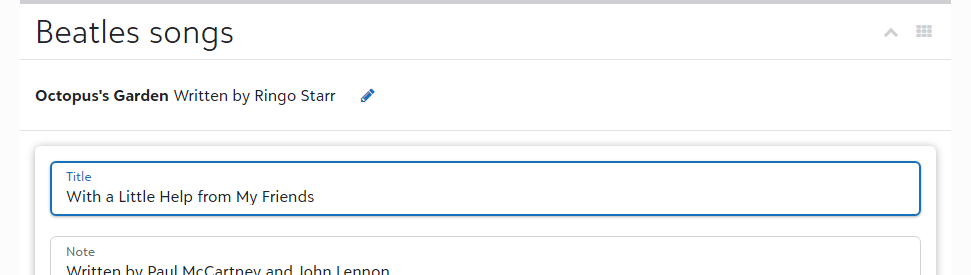 Beatles songs
Octopus's Garden Written by Ringo Starr
Title
With a Little Help from My Friends
Note
Written by Paul McCartney and John Lennon